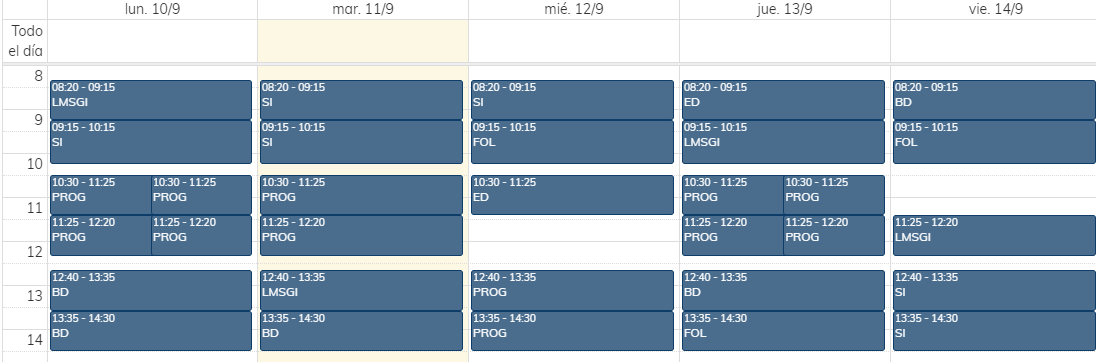 lun. 10/9
mar. 11/9
mié. 12/9
jue. 13/9
vie. 14/9
Todo
el día
8
9
10
11
12
13
14
08:20 - 09:15
LMSGI
09:15 - 10:15
SI
10:30 - 11:25
PROG
10:30 - 11:25
PROG
11:25 - 12:20
PROG
11:25 - 12:20
PROG
12:40 - 13:35
BD
13:35 - 14:30
BD
08:20 - 09:15
SI
09:15 - 10:15
SI
10:30 - 11:25
PROG
11:25 - 12:20
PROG
12:40 - 13:35
LMSGI
13:35 - 14:30
BD
08:20 - 09:15
SI
09:15 - 10:15
FOL
10:30 - 11:25
ED
12:40 - 13:35
PROG
13:35 - 14:30
PROG
08:20 - 09:15
ED
09:15 - 10:15
LMSGI
10:30 - 11:25
PROG
10:30 - 11:25
PROG
11:25 - 12:20
PROG
11:25 - 12:20
PROG
12:40 - 13:35
BD
13:35 - 14:30
FOL
08:20 - 09:15
BD
09:15 - 10:15
FOL
11:25 - 12:20
LMSGI
12:40 - 13:35
SI
13:35 - 14:30
SI